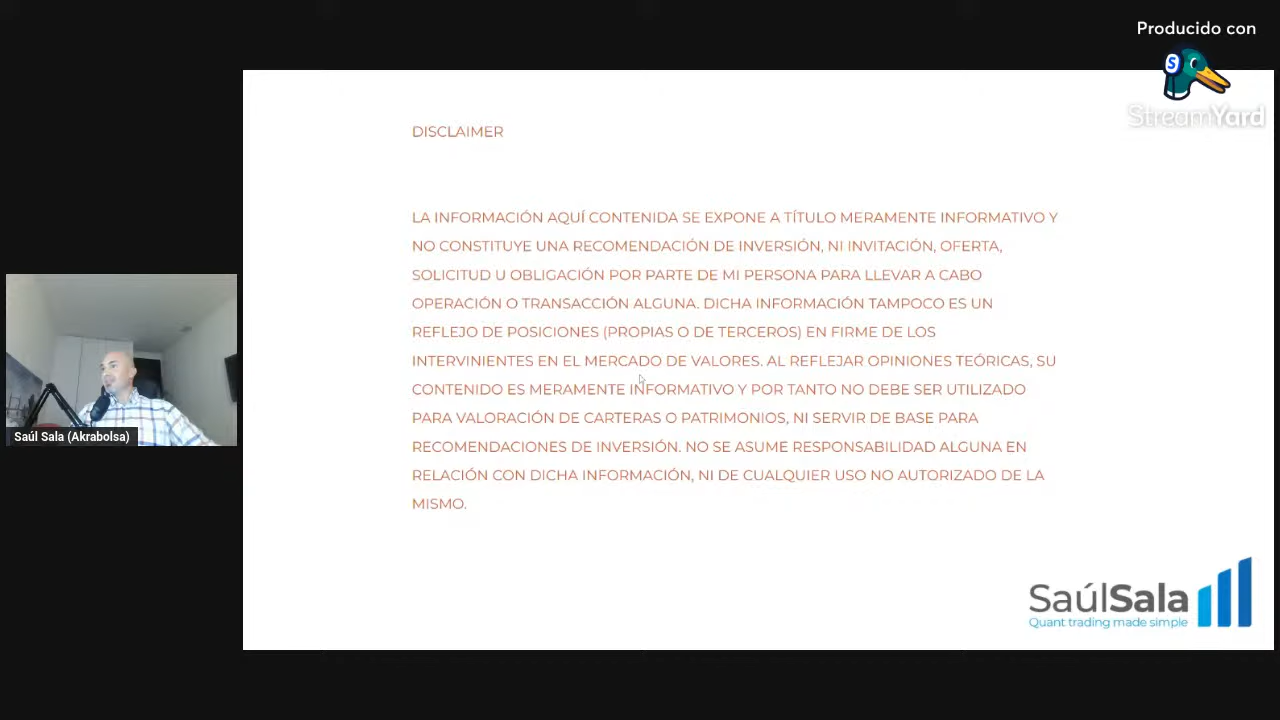 Producido con
StreamYard
DISCLAIMER
LA INFORMACIÓN AQUÍ CONTENIDA SE EXPONE A TÍTULO MERAMENTE INFORMATIVO Y
NO CONSTITUYE UNA RECOMENDACIÓN DE INVERSIÓN, NI INVITACIÓN, OFERTA,
SOLICITUD U OBLIGACIÓN POR PARTE DE MI PERSONA PARA LLEVAR A CABO
OPERACIÓN O TRANSACCIÓN ALGUNA. DICHA INFORMACIÓN TAMPOCO ES UN
REFLEJO DE POSICIONES (PROPIAS O DE TERCEROS) EN FIRME DE LOS
INTERVINIENTES EN EL MERCADO DE VALORES. AL REFLEJAR OPINIONES TEÓRICAS, SU
CONTENIDO ES MERAMENTE INFORMATIVO Y POR TANTO NO DEBE SER UTILIZADO
PARA VALORACIÓN DE CARTERAS O PATRIMONIOS, NI SERVIR DE BASE PARA
RECOMENDACIONES DE INVERSIÓN. NO SE ASUME RESPONSABILIDAD ALGUNA EN
RELACIÓN CON DICHA INFORMACIÓN, NI DE CUALQUIER USO NO AUTORIZADO DE LA
MISMO.
Saúl Sala (Akrabolsa)
SaúlSala
Quant trading made simple